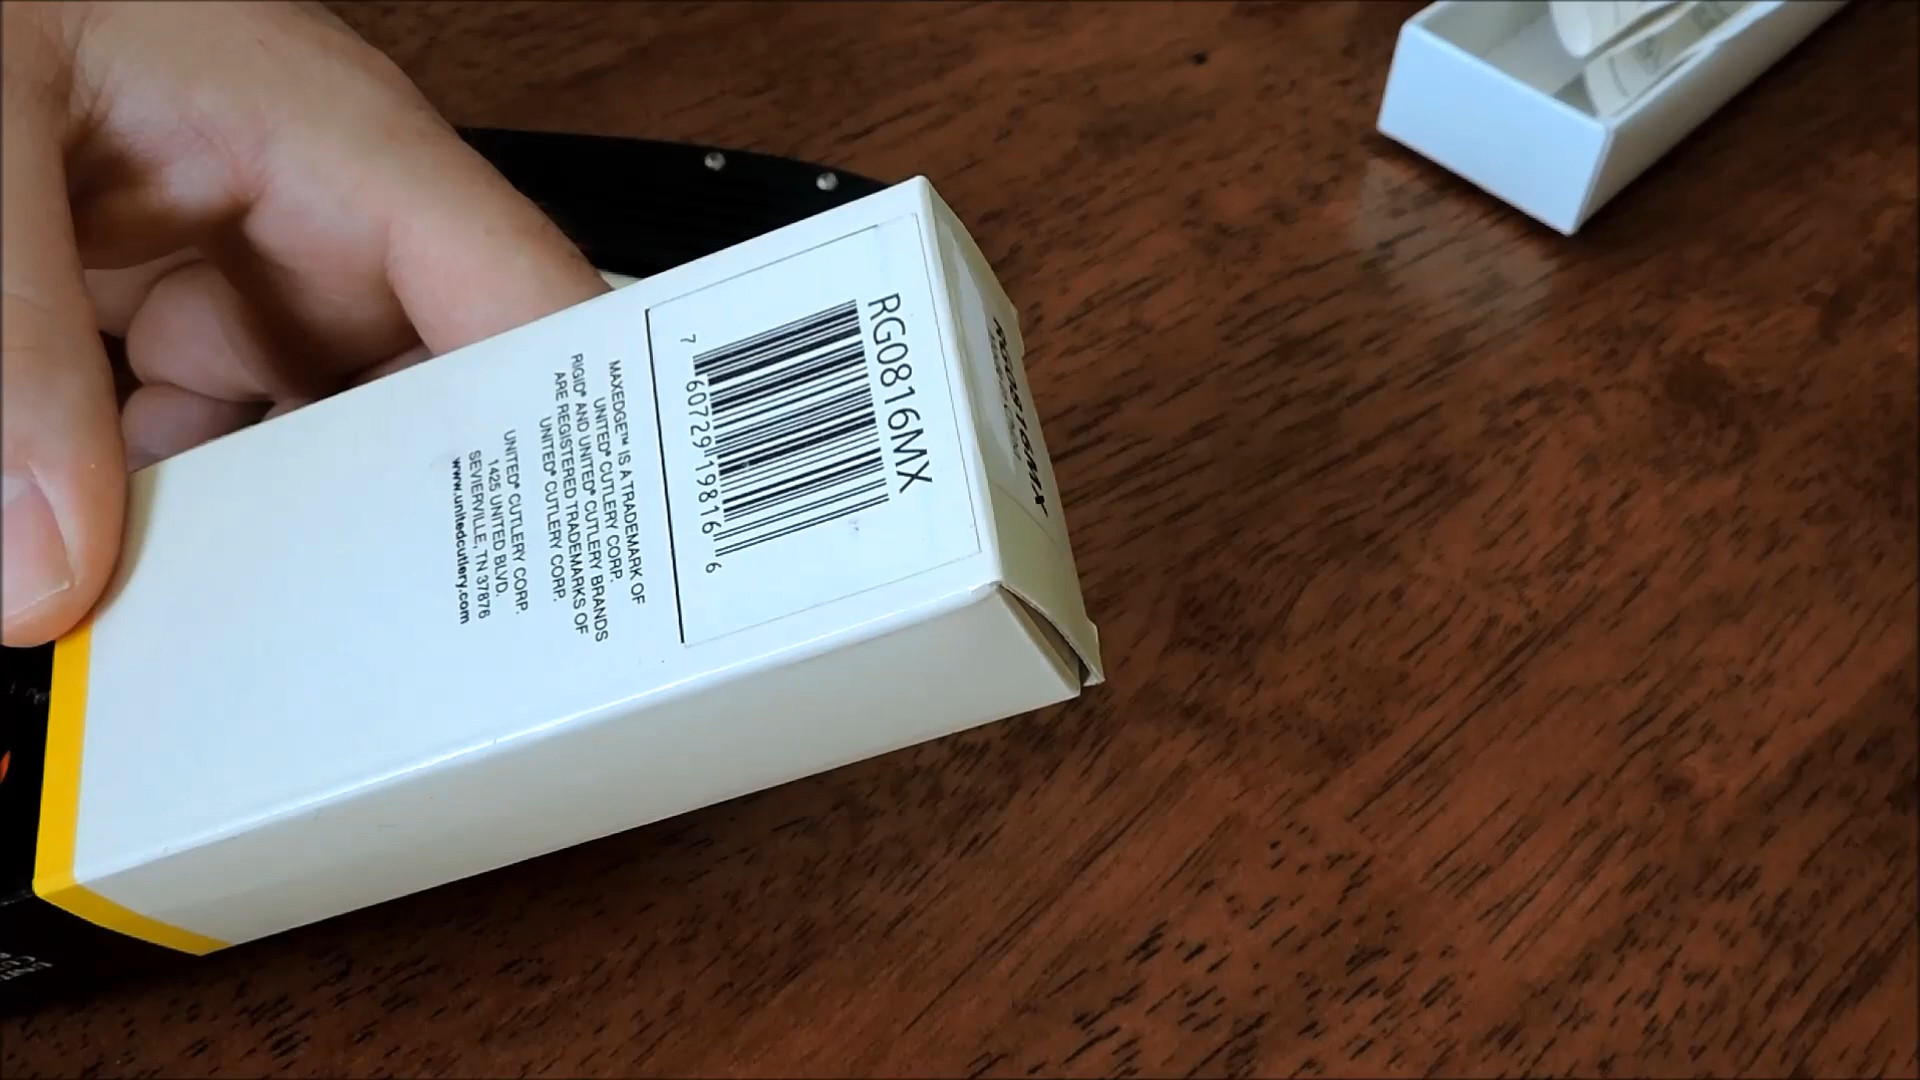 RG0816MX
7 60729 19816 6
MAXEDGE™ IS A TRADEMARK OF
UNITED® CUTLERY CORP.
RIGID® AND UNITED® CUTLERY BRANDS
ARE REGISTERED TRADEMARKS OF
UNITED® CUTLERY CORP.
UNITED® CUTLERY CORP.
1425 UNITED BLVD.
SEVIERVILLE, TN 37876
www.unitedcutlery.com
RG0816MX